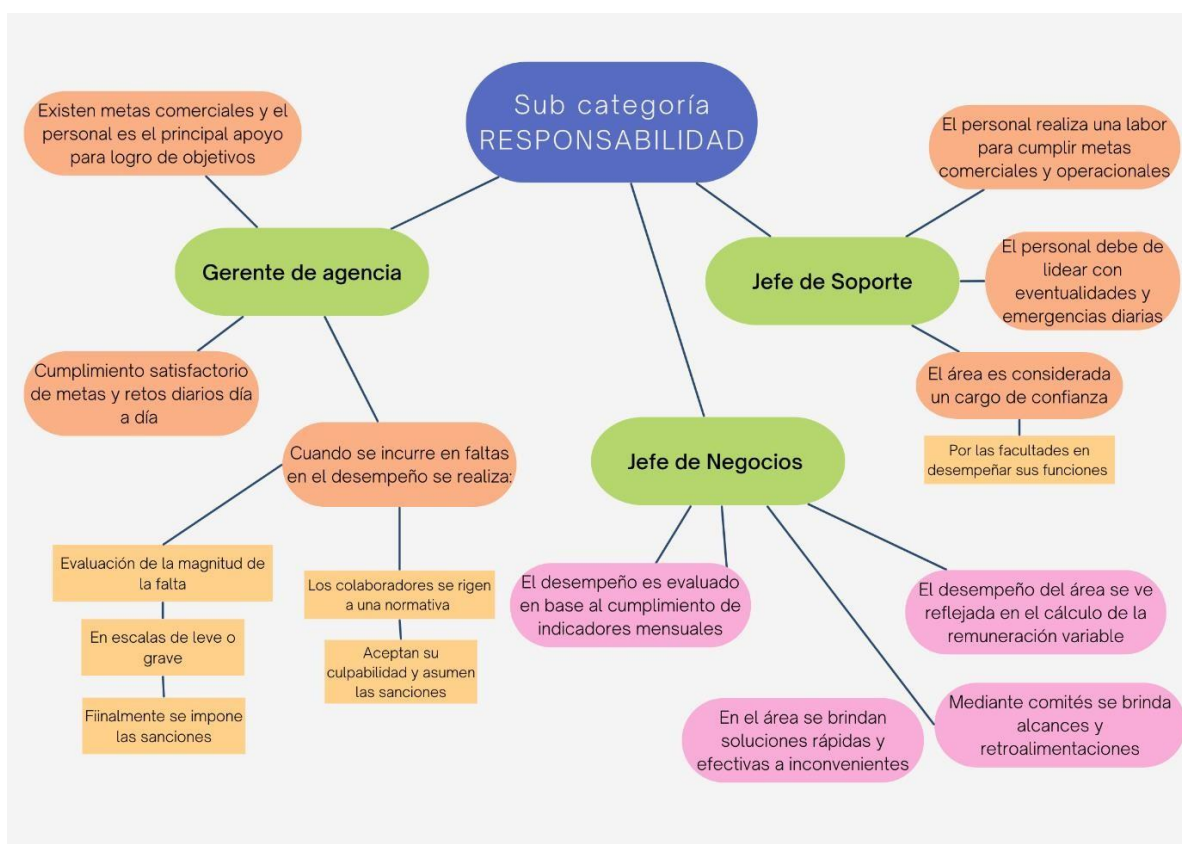 Sub categoría
RESPONSABILIDAD
Existen metas comerciales y el
personal es el principal apoyo
para logro de objetivos
Gerente de agencia
Cumplimiento satisfactorio
de metas y retos diarios día
a día
Cuando se incurre en faltas
en el desempeño se realiza:
Evaluación de la magnitud de
la falta
En escalas de leve o
grave
Fiinalmente se impone
las sanciones
Los colaboradores se rigen
a una normativa
Aceptan su
culpabilidad y asumen
las sanciones
El personal realiza una labor
para cumplir metas
comerciales y operacionales
Jefe de Soporte
El personal debe de
lidear con
eventualidades y
emergencias diarias
El área es considerada
un cargo de confianza
Por las facultades en
desempeñar sus funciones
Jefe de Negocios
El desempeño es evaluado
en base al cumplimiento de
indicadores mensuales
El desempeño del área se ve
reflejada en el cálculo de la
remuneración variable
En el área se brindan
soluciones rápidas y
efectivas a inconvenientes
Mediante comités se brinda
alcances y
retroalimentaciones